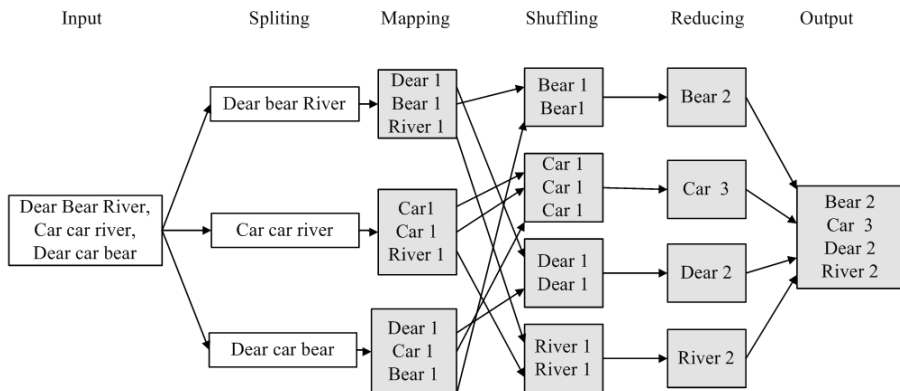 Input
Spliting
Mapping
Shuffling
Reducing
Output
Dear Bear River,
Car car river,
Dear car bear
Dear bear River
Car car river
Dear car bear
Dear 1
Bear 1
River 1
Car1
Car 1
River 1
Dear 1
Car 1
Bear 1
Bear 1
Bear1
Car 1
Car 1
Car 1
Dear 1
Dear 1
River 1
River 1
Bear 2
Car 3
Dear 2
River 2
Bear 2
Car 3
Dear 2
River 2